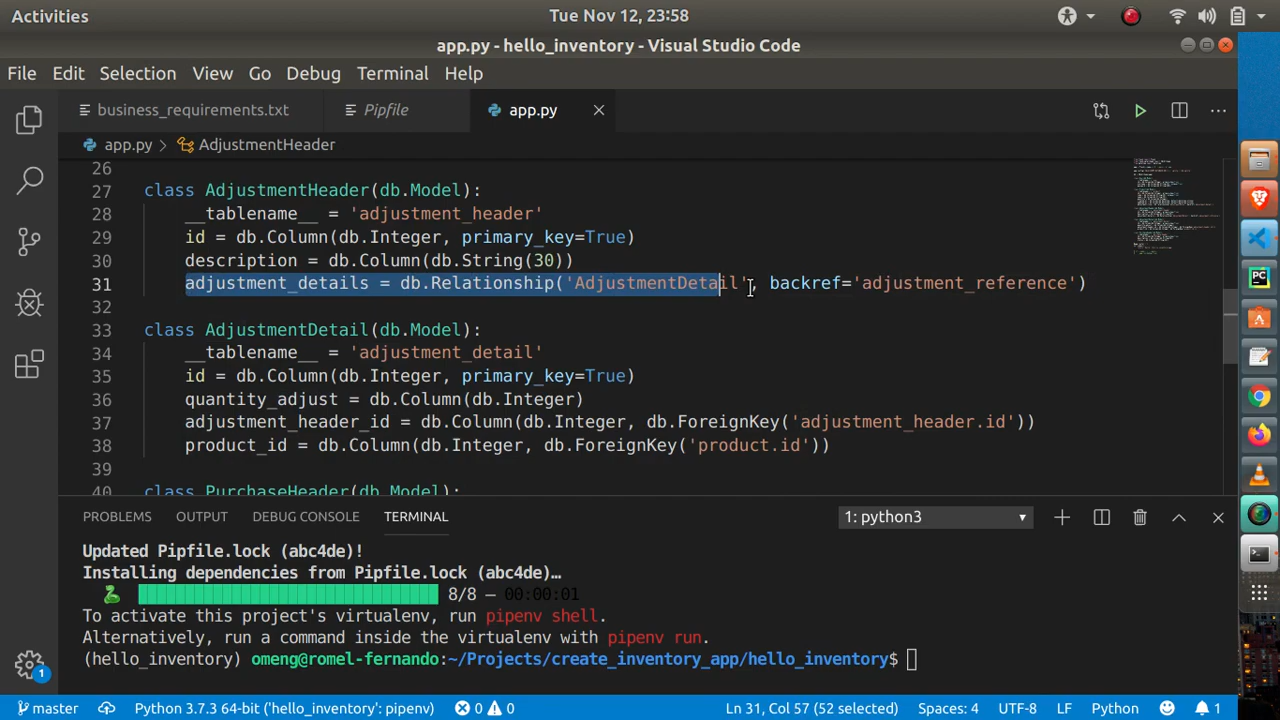 Activities
Tue Nov 12, 23:58
app.py - hello_inventory - Visual Studio Code
File Edit Selection View Go Debug Terminal Help
business_requirements.txt
Pipfile
app.py
app.py > AdjustmentHeader
26
27 class AdjustmentHeader(db.Model):
28 __tablename__ = 'adjustment_header'
29 id = db.Column(db.Integer, primary_key=True)
30 description = db.Column(db.String(30))
31 adjustment_details = db.Relationship('AdjustmentDetail', backref='adjustment_reference')
32
33 class AdjustmentDetail(db.Model):
34 __tablename__ = 'adjustment_detail'
35 id = db.Column(db.Integer, primary_key=True)
36 quantity_adjust = db.Column(db.Integer)
37 adjustment_header_id = db.Column(db.Integer, db.ForeignKey('adjustment_header.id'))
38 product_id = db.Column(db.Integer, db.ForeignKey('product.id'))
39
40 class PurchaseHeader(db.Model):
PROBLEMS OUTPUT DEBUG CONSOLE TERMINAL
1: python3
Updated Pipfile.lock (abc4de)!
Installing dependencies from Pipfile.lock (abc4de)…
8/8 — 00:00:01
To activate this project's virtualenv, run pipenv shell.
Alternatively, run a command inside the virtualenv with pipenv run.
(hello_inventory) omeng@romel-fernando:~/Projects/create_inventory_app/hello_inventory$
1
master
Python 3.7.3 64-bit ('hello_inventory': pipenv)
0 0
Ln 31, Col 57 (52 selected)
Spaces: 4
UTF-8
LF
Python
1